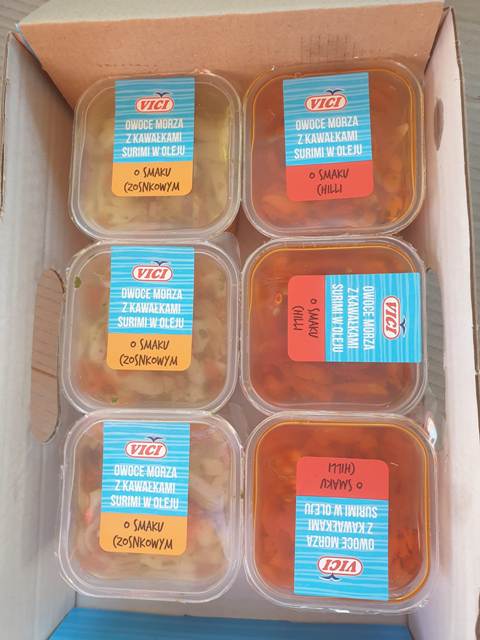 VICI
OWOCE MORZA
Z KAWAŁKAMI
SURIMI W OLEJU
O SMAKU
CZOSNKOWYM
VICI
OWOCE MORZA
Z KAWAŁKAMI
SURIMI W OLEJU
O SMAKU
CHILLI
VICI
OWOCE MORZA
Z KAWAŁKAMI
SURIMI W OLEJU
O SMAKU
CZOSNKOWYM
VICI
OWOCE MORZA
Z KAWAŁKAMI
SURIMI W OLEJU
O SMAKU
CHILLI
VICI
OWOCE MORZA
Z KAWAŁKAMI
SURIMI W OLEJU
O SMAKU
CZOSNKOWYM
VICI
OWOCE MORZA
Z KAWAŁKAMI
SURIMI W OLEJU
O SMAKU
CHILLI